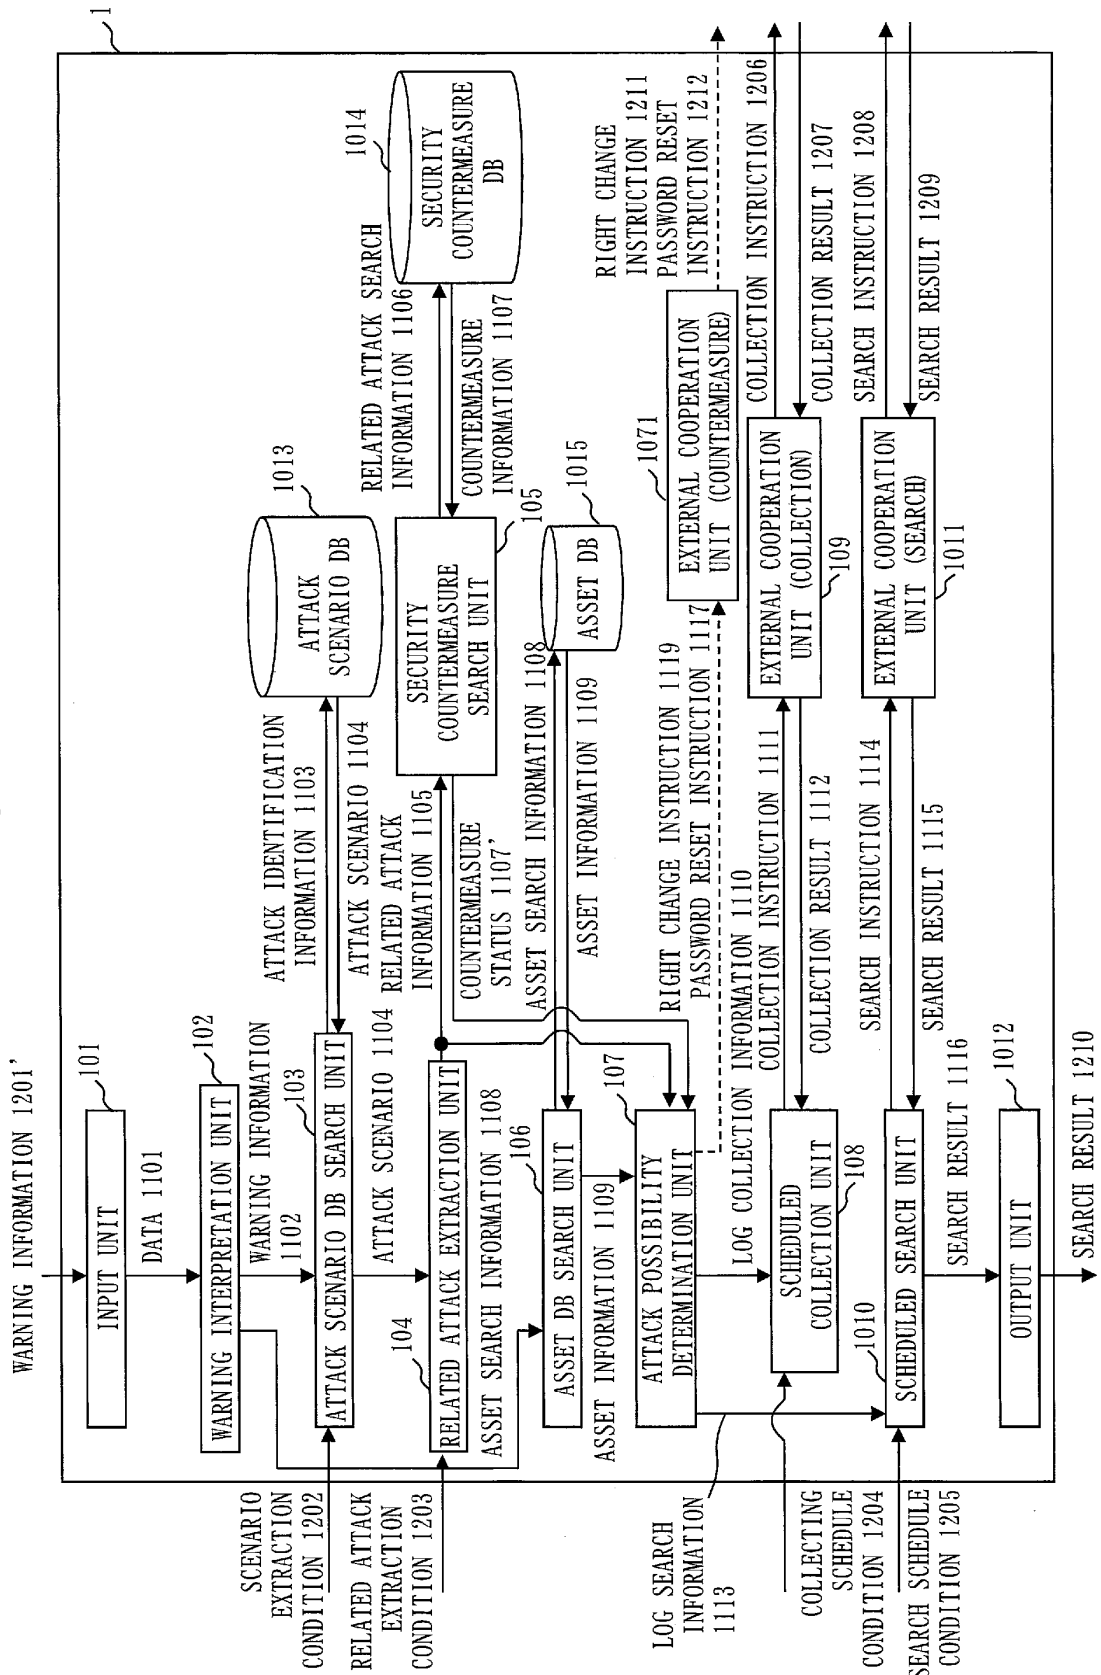 1
WARNING INFORMATION 1201'
101
INPUT UNIT
DATA 1101
102
WARNING INTERPRETATION UNIT
WARNING INFORMATION
1102
103
ATTACK SCENARIO DB SEARCH UNIT
SCENARIO
EXTRACTION
CONDITION 1202
ATTACK IDENTIFICATION
INFORMATION 1103
ATTACK SCENARIO 1104
1013
ATTACK
SCENARIO DB
ATTACK SCENARIO 1104
104
RELATED ATTACK EXTRACTION UNIT
RELATED ATTACK
EXTRACTION
CONDITION 1203
RELATED ATTACK
INFORMATION 1105
COUNTERMEASURE
STATUS 1107'
SECURITY
COUNTERMEASURE
SEARCH UNIT
105
RELATED ATTACK SEARCH
INFORMATION 1106
COUNTERMEASURE
INFORMATION 1107
1014
SECURITY
COUNTERMEASURE
DB
ASSET SEARCH INFORMATION 1108
106
ASSET DB SEARCH UNIT
ASSET SEARCH INFORMATION 1108
ASSET INFORMATION 1109
1015
ASSET DB
ASSET INFORMATION 1109
107
ATTACK POSSIBILITY
DETERMINATION UNIT
RIGHT CHANGE INSTRUCTION 1119
PASSWORD RESET INSTRUCTION 1117
1071
EXTERNAL COOPERATION
UNIT (COUNTERMEASURE)
RIGHT CHANGE
INSTRUCTION 1211
PASSWORD RESET
INSTRUCTION 1212
LOG SEARCH
INFORMATION
1113
LOG COLLECTION INFORMATION 1110
SCHEDULED
COLLECTION UNIT
108
COLLECTING
SCHEDULE
CONDITION 1204
COLLECTION INSTRUCTION 1111
COLLECTION RESULT 1112
EXTERNAL COOPERATION
UNIT (COLLECTION)
109
COLLECTION INSTRUCTION 1206
COLLECTION RESULT 1207
1010
SCHEDULED SEARCH UNIT
SEARCH SCHEDULE
CONDITION 1205
SEARCH INSTRUCTION 1114
SEARCH RESULT 1115
EXTERNAL COOPERATION
UNIT (SEARCH)
1011
SEARCH INSTRUCTION 1208
SEARCH RESULT 1209
SEARCH RESULT 1116
1012
OUTPUT UNIT
SEARCH RESULT 1210